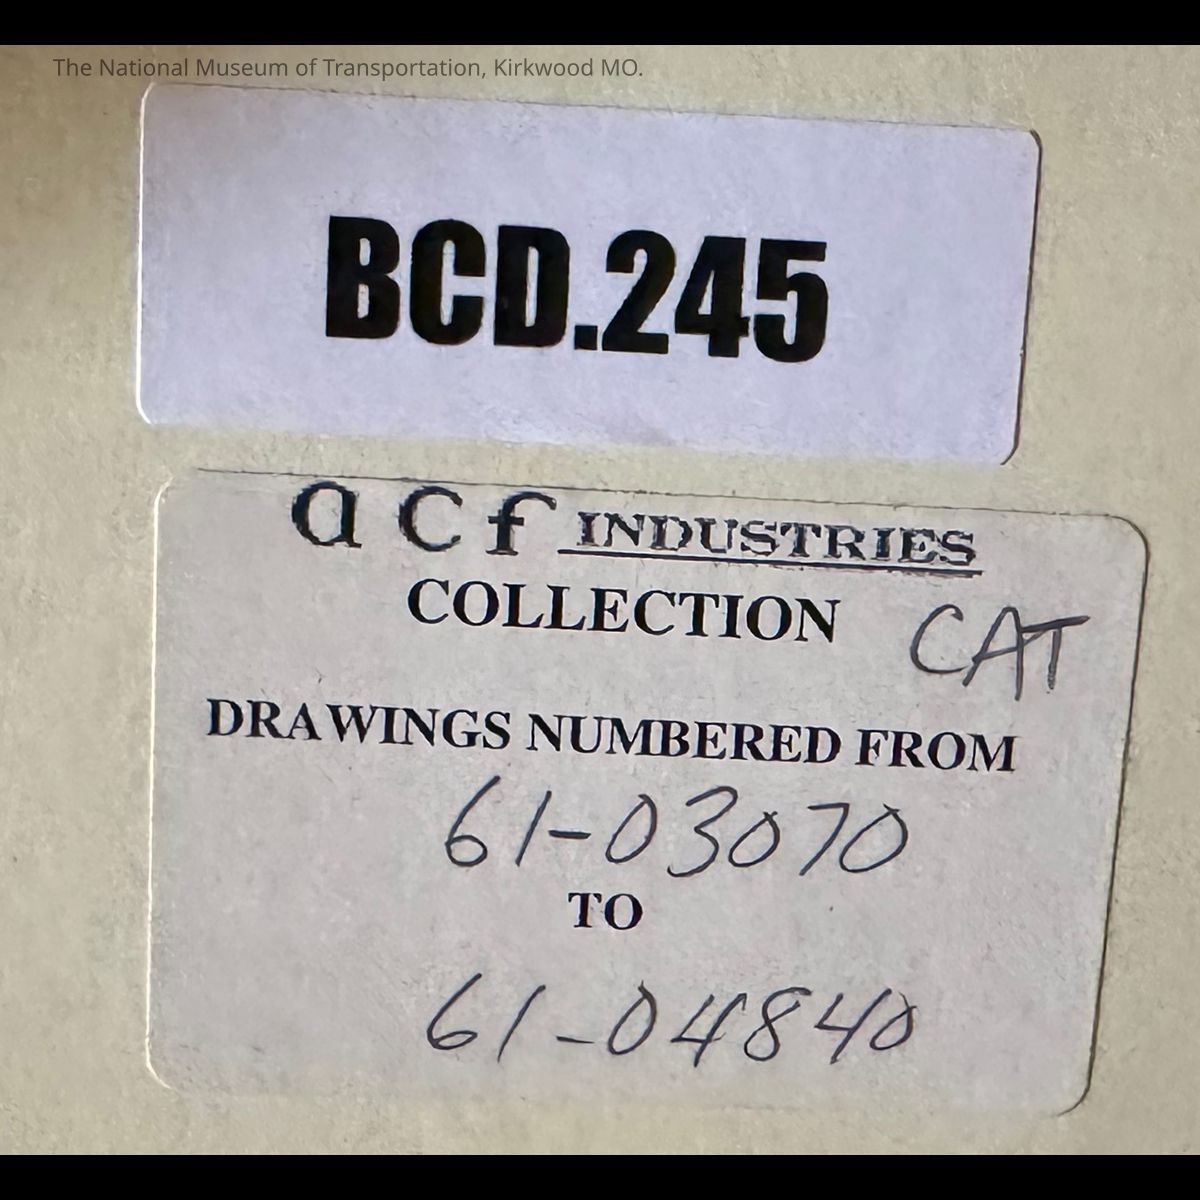 The National Museum of Transportation, Kirkwood MO.
BCD.245
acf INDUSTRIES
COLLECTION CAT
DRAWINGS NUMBERED FROM
61-03070
TO
61-04840